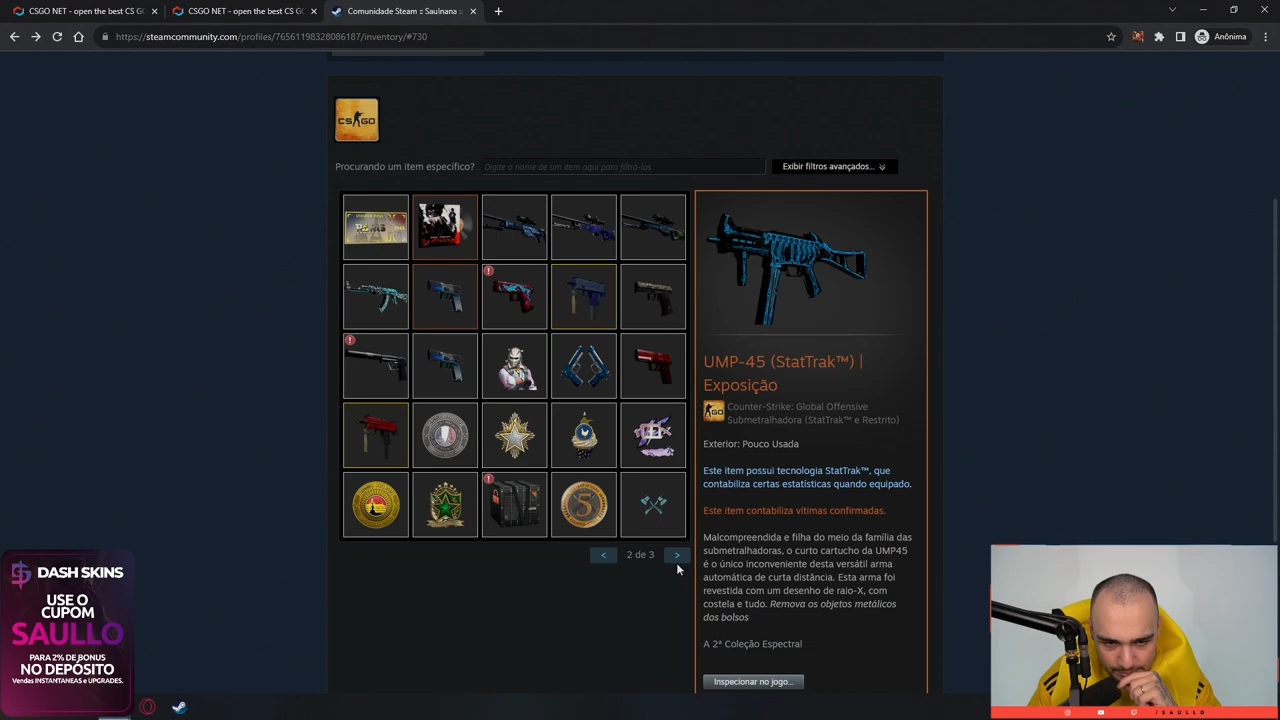 CSGO NET - open the best CS G
CSGO NET - open the best CS G
Comunidade Steam :: Saulnana ::
https://steamcommunity.com/profiles/76561198328086187/inventory/#730
Anônima
CS GO
Procurando um item específico?
Digite o nome de um item aqui para filtrá-los
Exibir filtros avançados...
UMP-45 (StatTrak™) |
Exposição
Counter-Strike: Global Offensive
Submetralhadora (StatTrak™ e Restrito)
Exterior: Pouco Usada
Este item possui tecnologia StatTrak™, que
contabiliza certas estatísticas quando equipado.
Este item contabiliza vítimas confirmadas.
Malcompreendida e filha do meio da família das
submetralhadoras, o curto cartucho da UMP45
é o único inconveniente desta versátil arma
automática de curta distância. Esta arma foi
revestida com um desenho de raio-X, com
costela e tudo. Remova os objetos metálicos
dos bolsos
A 2ª Coleção Espectral
Inspecionar no jogo...
< 2 de 3 >
DASH SKINS
USE O
CUPOM
SAULLO
PARA 2% DE BONUS
NO DEPÓSITO
Vendas INSTANTANEAS e UPGRADES.
/SAULLO